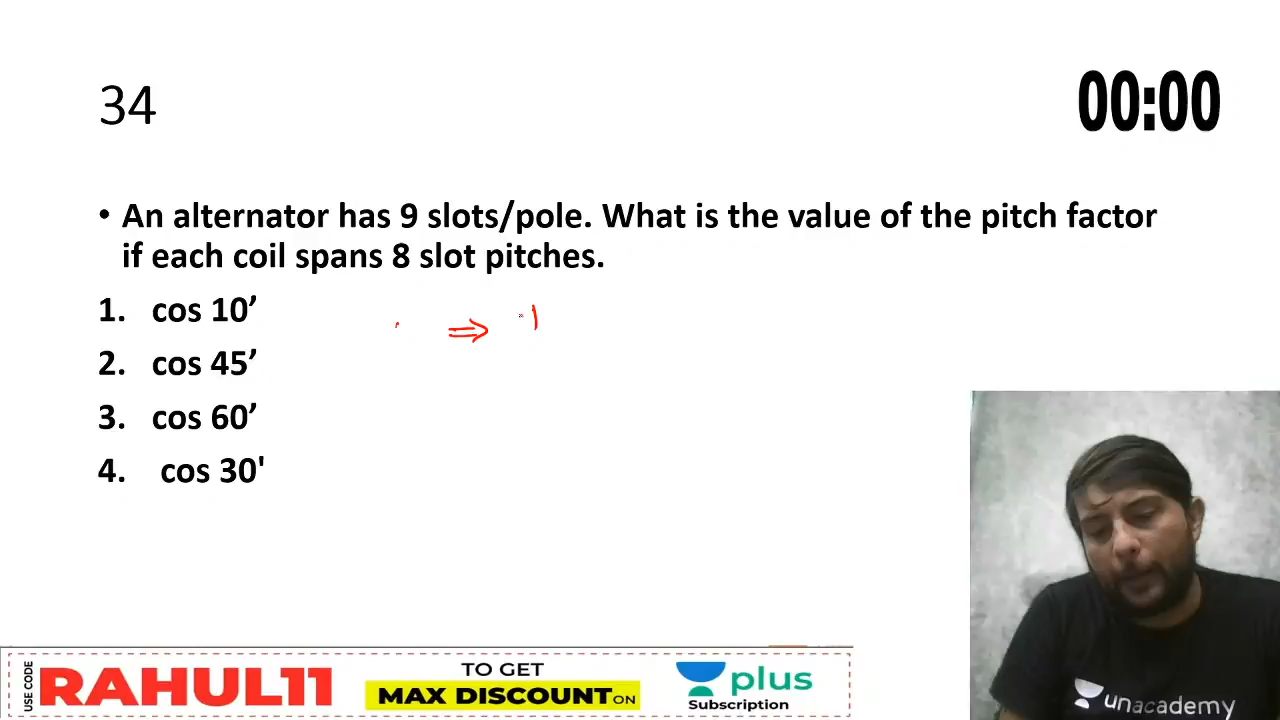 34
00:00
• An alternator has 9 slots/pole. What is the value of the pitch factor
if each coil spans 8 slot pitches.
1. cos 10’
2. cos 45’
3. cos 60’
4. cos 30'
⇒ 1
USE CODE
RAHUL11
TO GET
MAX DISCOUNT ON
plus
Subscription
unacademy